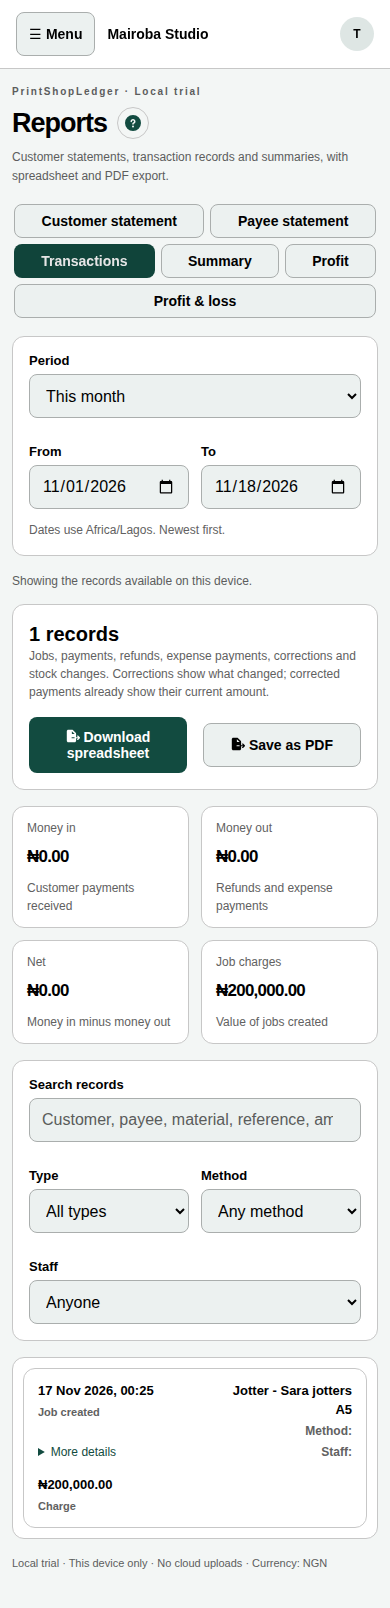 ☰ Menu
Mairoba Studio
T
PrintShopLedger · Local trial
Reports
?
Customer statements, transaction records and summaries, with
spreadsheet and PDF export.
Customer statement
Payee statement
Transactions
Summary
Profit
Profit & loss
Period
This month
From
To
11/01/2026
11/18/2026
Dates use Africa/Lagos. Newest first.
Showing the records available on this device.
1 records
Jobs, payments, refunds, expense payments, corrections and
stock changes. Corrections show what changed; corrected
payments already show their current amount.
Download
spreadsheet
Save as PDF
Money in
₦0.00
Customer payments
received
Money out
₦0.00
Refunds and expense
payments
Net
₦0.00
Money in minus money out
Job charges
₦200,000.00
Value of jobs created
Search records
Customer, payee, material, reference, am
Type
Method
All types
Any method
Staff
Anyone
17 Nov 2026, 00:25
Job created
Jotter - Sara jotters
A5
Method:
▶ More details
Staff:
₦200,000.00
Charge
Local trial · This device only · No cloud uploads · Currency: NGN